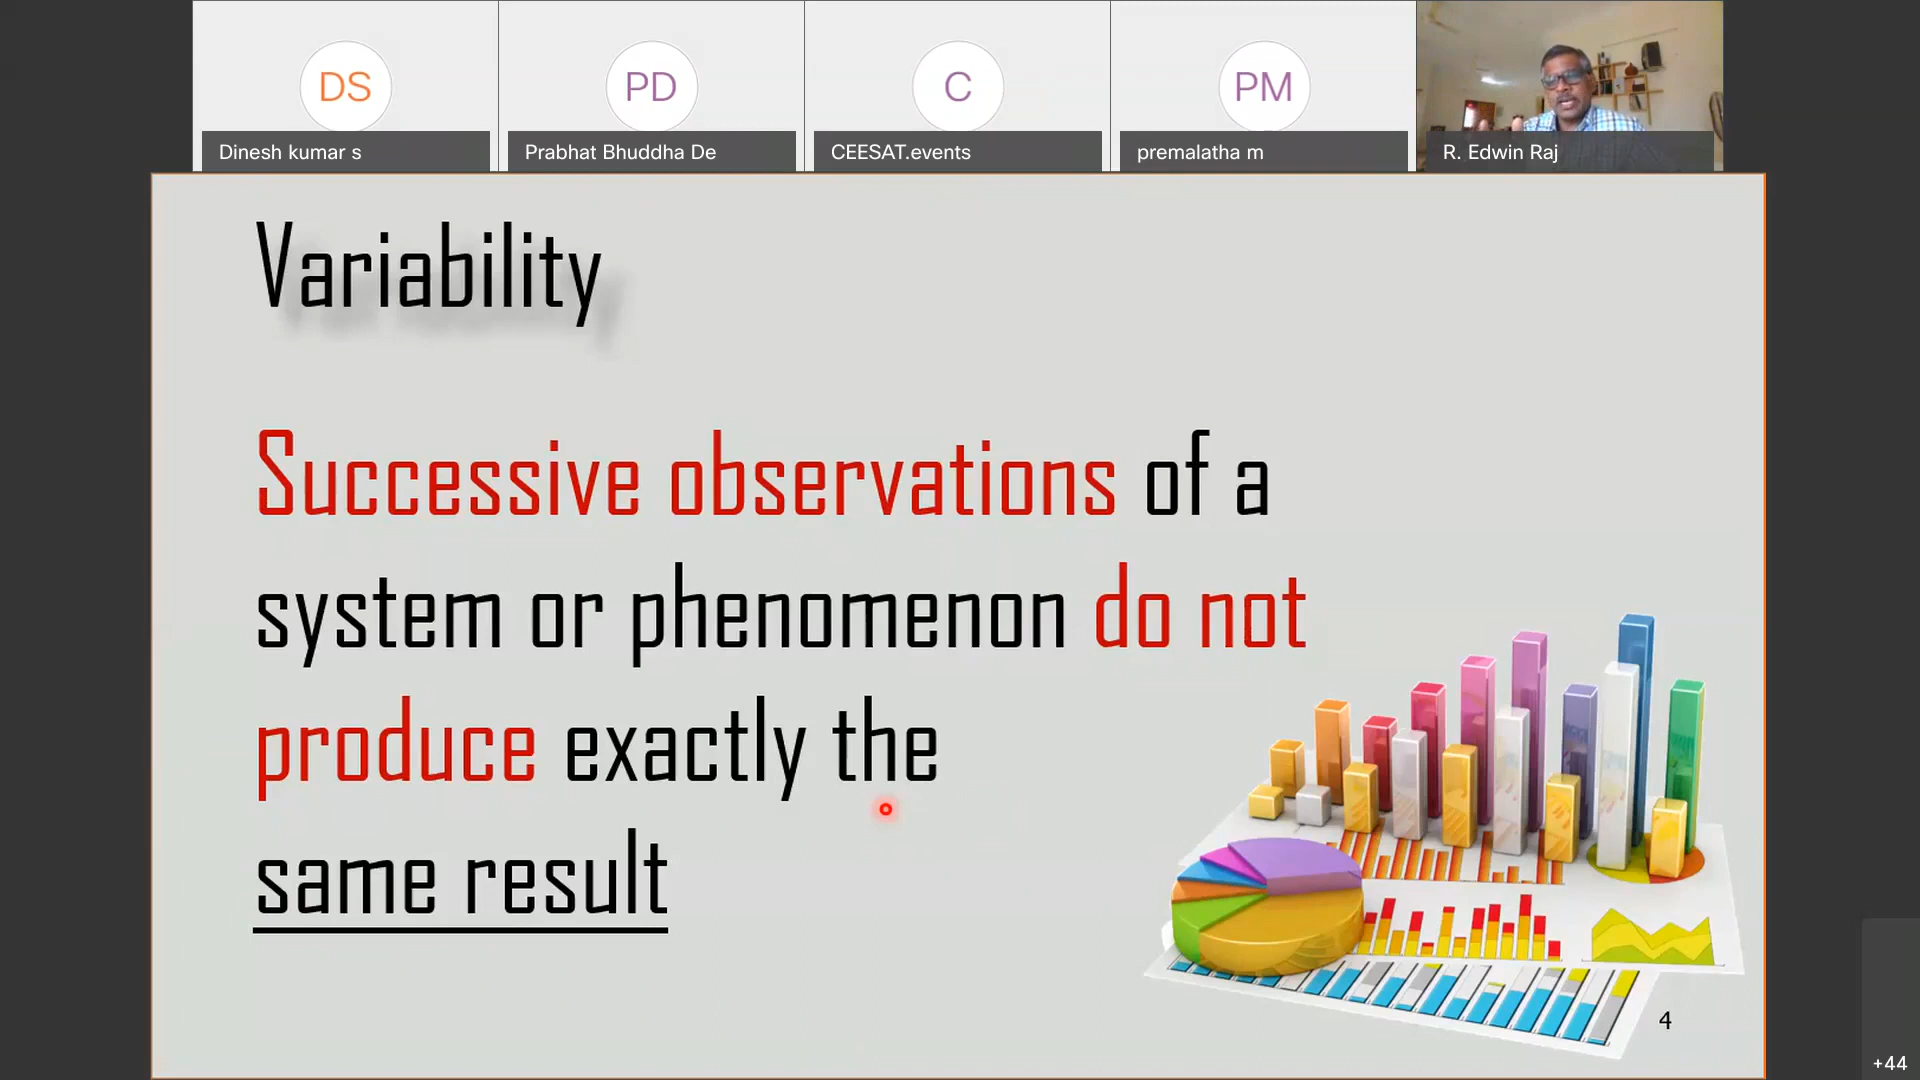 DS
PD
C
PM
Dinesh kumar s
Prabhat Bhuddha De
CEESAT.events
premalatha m
R. Edwin Raj
Variability
Successive observations of a
system or phenomenon do not
produce exactly the
same result
4
+44